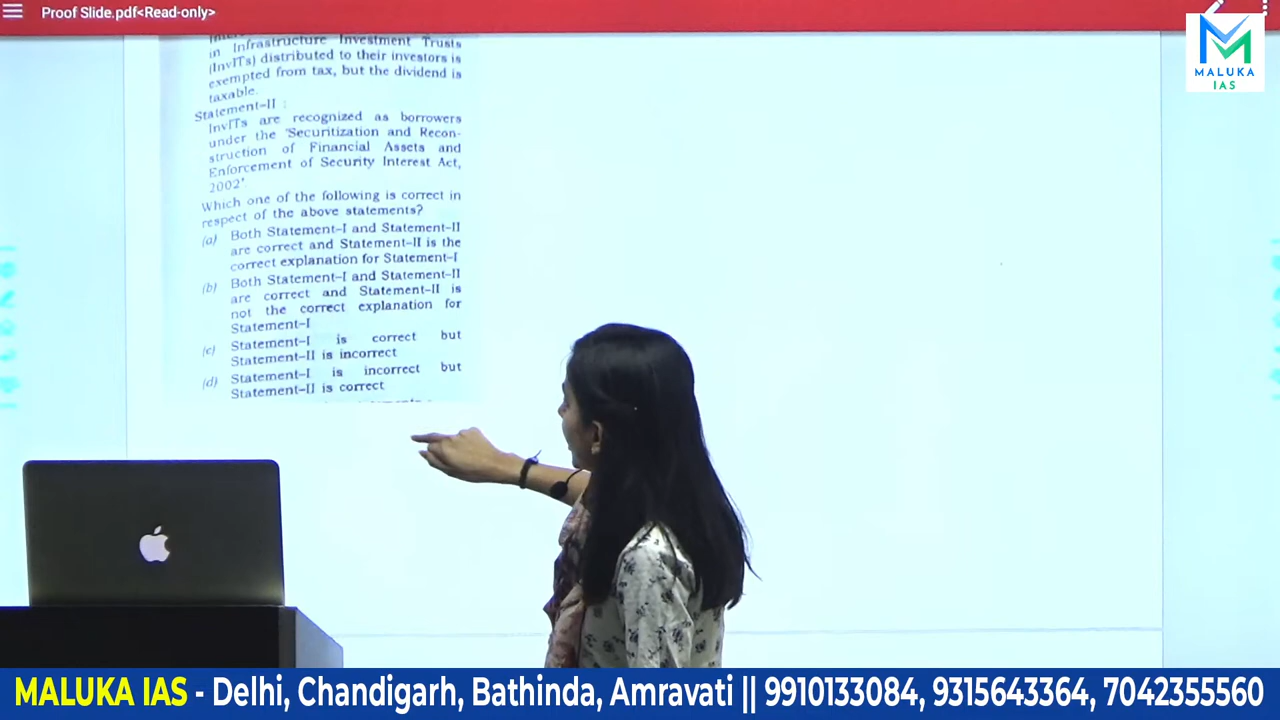 Proof Slide.pdf<Read-only>
MALUKA
IAS
in Infrastructure Investment Trusts
(InvITs) distributed to their investors is
exempted from tax, but the dividend is
taxable.
Statement-II :
InvITs are recognized as borrowers
under the 'Securitization and Recon-
struction of Financial Assets and
Enforcement of Security Interest Act,
2002'
Which one of the following is correct in
respect of the above statements?
(a) Both Statement-I and Statement-II
are correct and Statement-II is the
correct explanation for Statement-I
(b) Both Statement-I and Statement-II
are correct and Statement-II is
not the correct explanation for
Statement-I
(c) Statement-I is correct but
Statement-II is incorrect
(d) Statement-I is incorrect but
Statement-II is correct
MALUKA IAS - Delhi, Chandigarh, Bathinda, Amravati || 9910133084, 9315643364, 7042355560